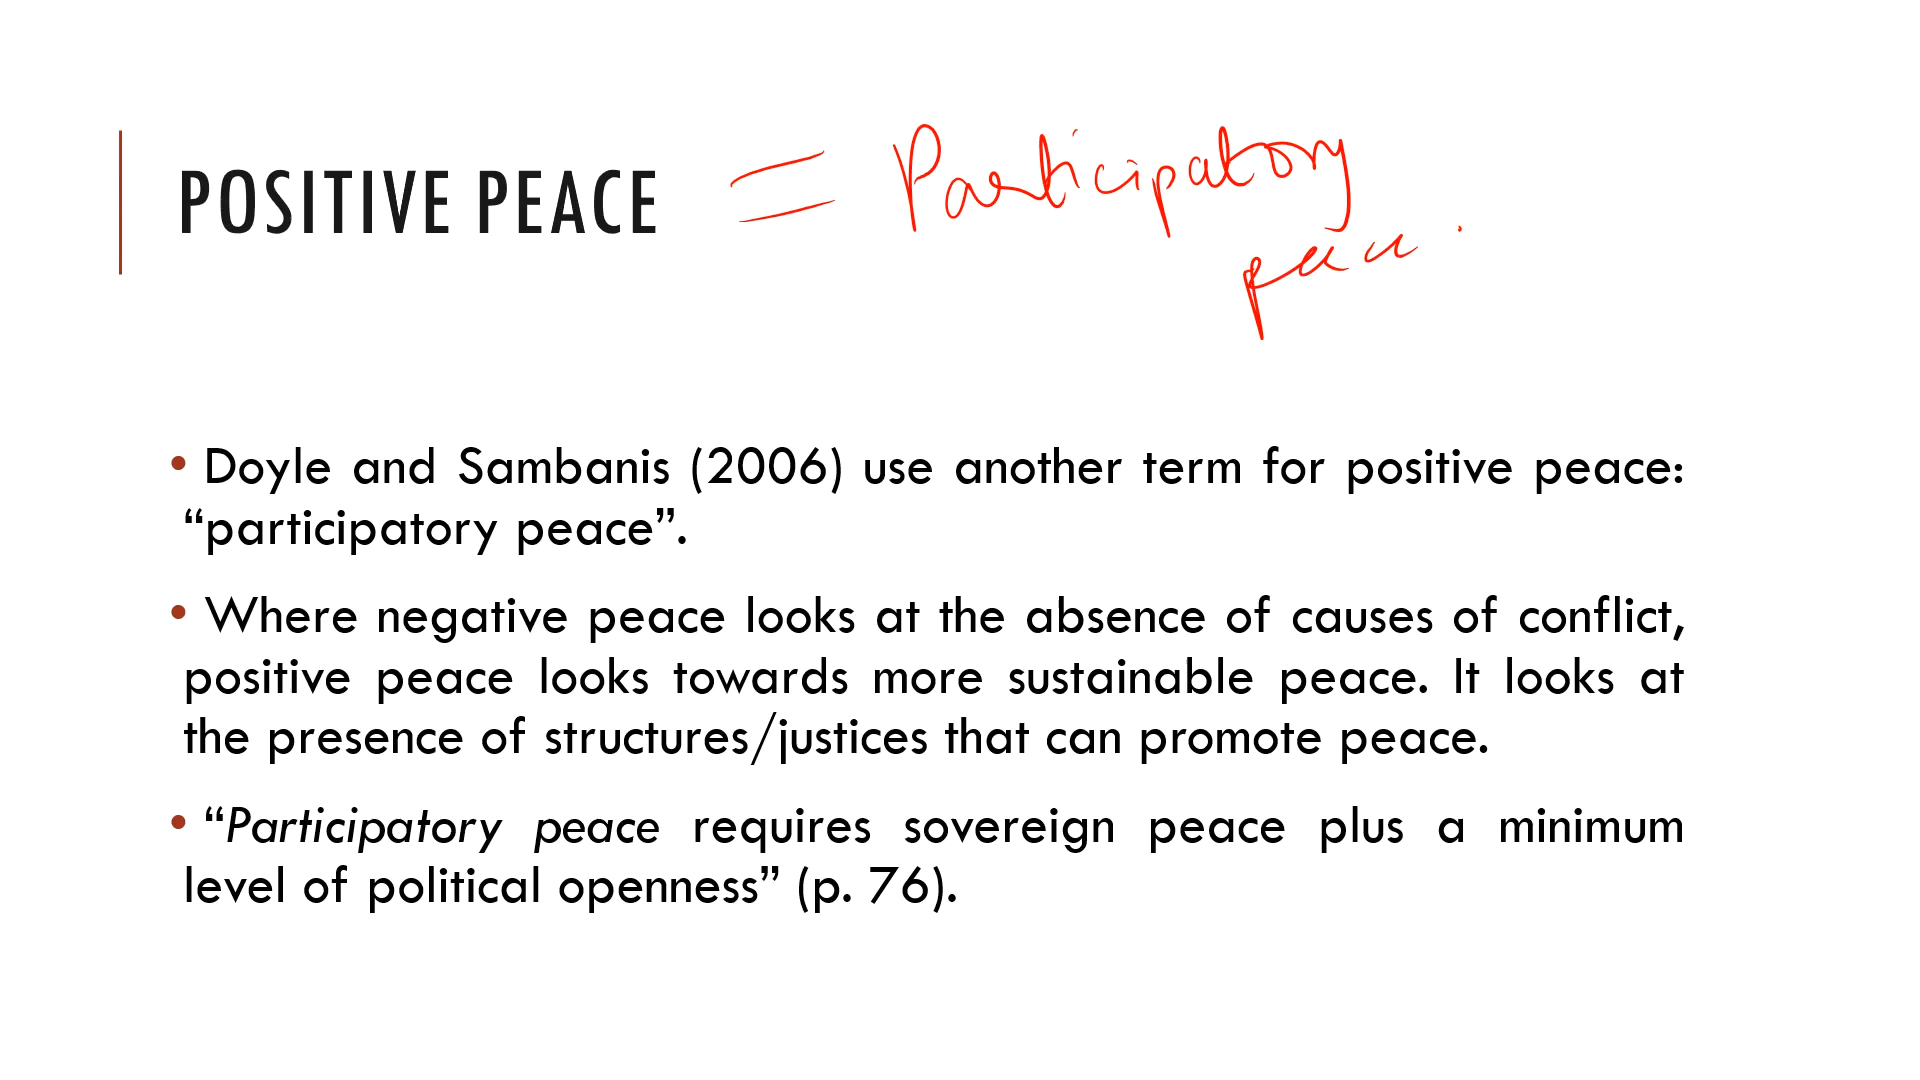 POSITIVE PEACE = Participatory
peace.
• Doyle and Sambanis (2006) use another term for positive peace:
“participatory peace”.
• Where negative peace looks at the absence of causes of conflict,
positive peace looks towards more sustainable peace. It looks at
the presence of structures/justices that can promote peace.
• “Participatory peace requires sovereign peace plus a minimum
level of political openness” (p. 76).